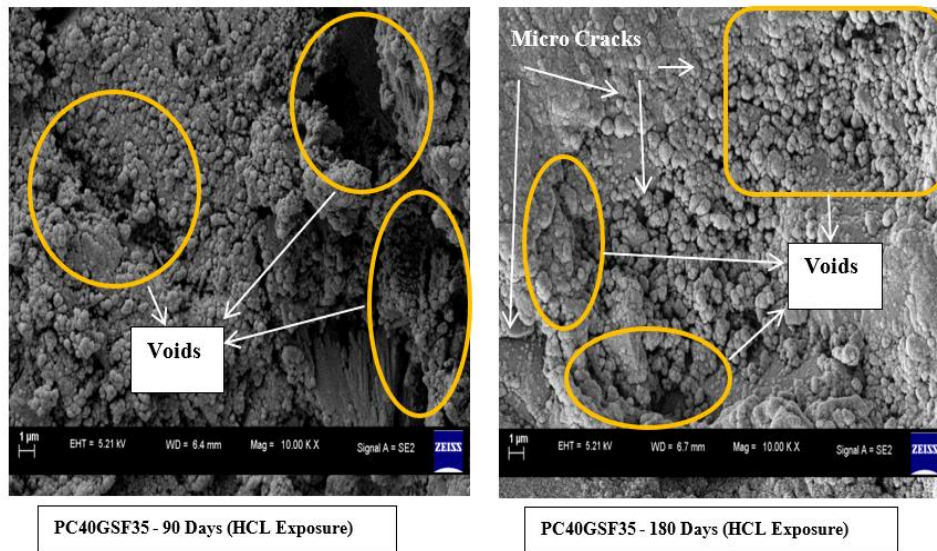 Voids
1 µm
EHT = 5.21 kV
WD = 6.4 mm
Mag = 10.00 K X
Signal A = SE2
ZEISS
PC40GSF35 - 90 Days (HCL Exposure)
Micro Cracks
Voids
1 µm
EHT = 5.21 kV
WD = 6.7 mm
Mag = 10.00 K X
Signal A = SE2
ZEISS
PC40GSF35 - 180 Days (HCL Exposure)